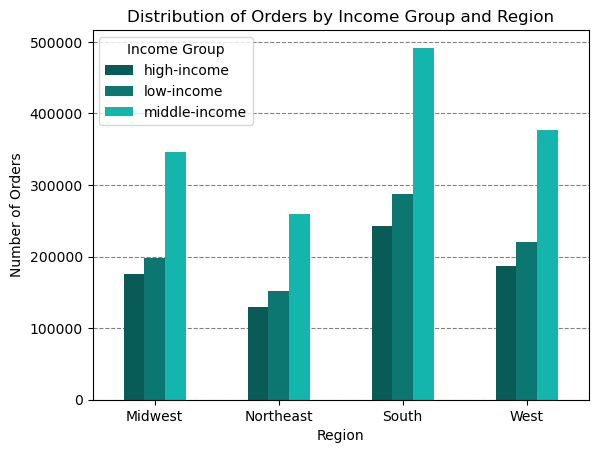 Distribution of Orders by Income Group and Region
Number of Orders
500000
400000
300000
200000
100000
0
Income Group
high-income
low-income
middle-income
Midwest Northeast South West
Region